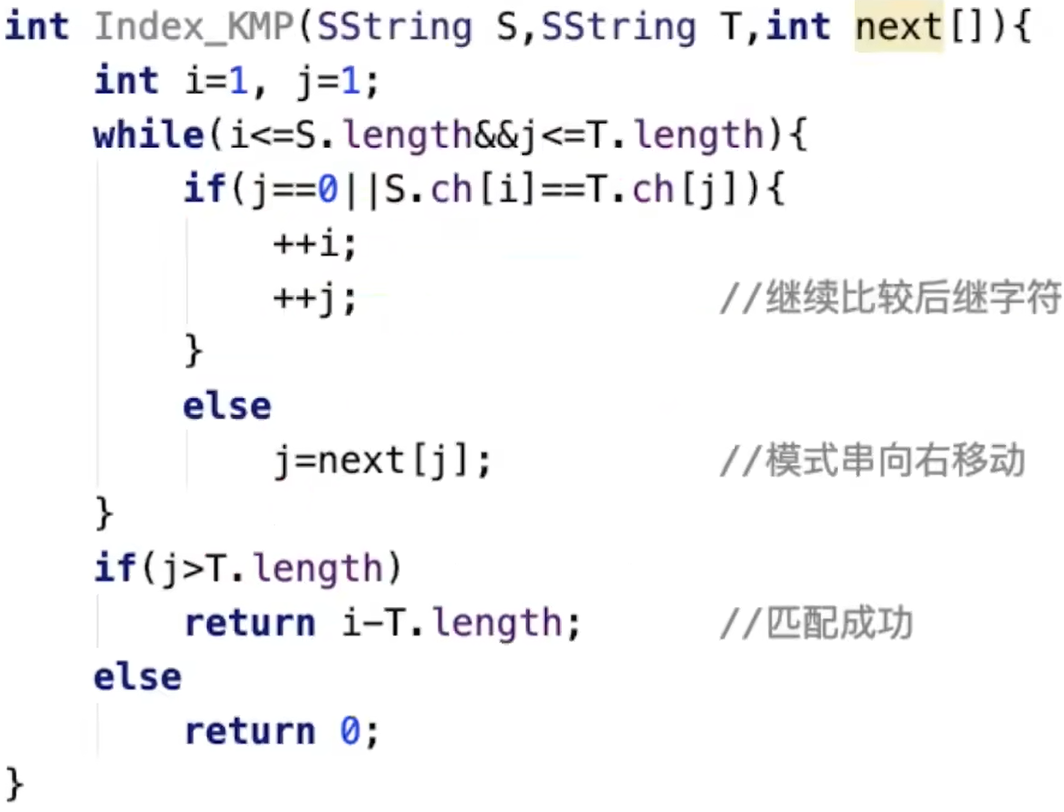 int Index_KMP(SString S,SString T,int next[]){
    int i=1, j=1;
    while(i<=S.length&&j<=T.length){
        if(j==0||S.ch[i]==T.ch[j]){
            ++i;
            ++j;                //继续比较后继字符
        }
        else
            j=next[j];          //模式串向右移动
    }
    if(j>T.length)
        return i-T.length;      //匹配成功
    else
        return 0;
}